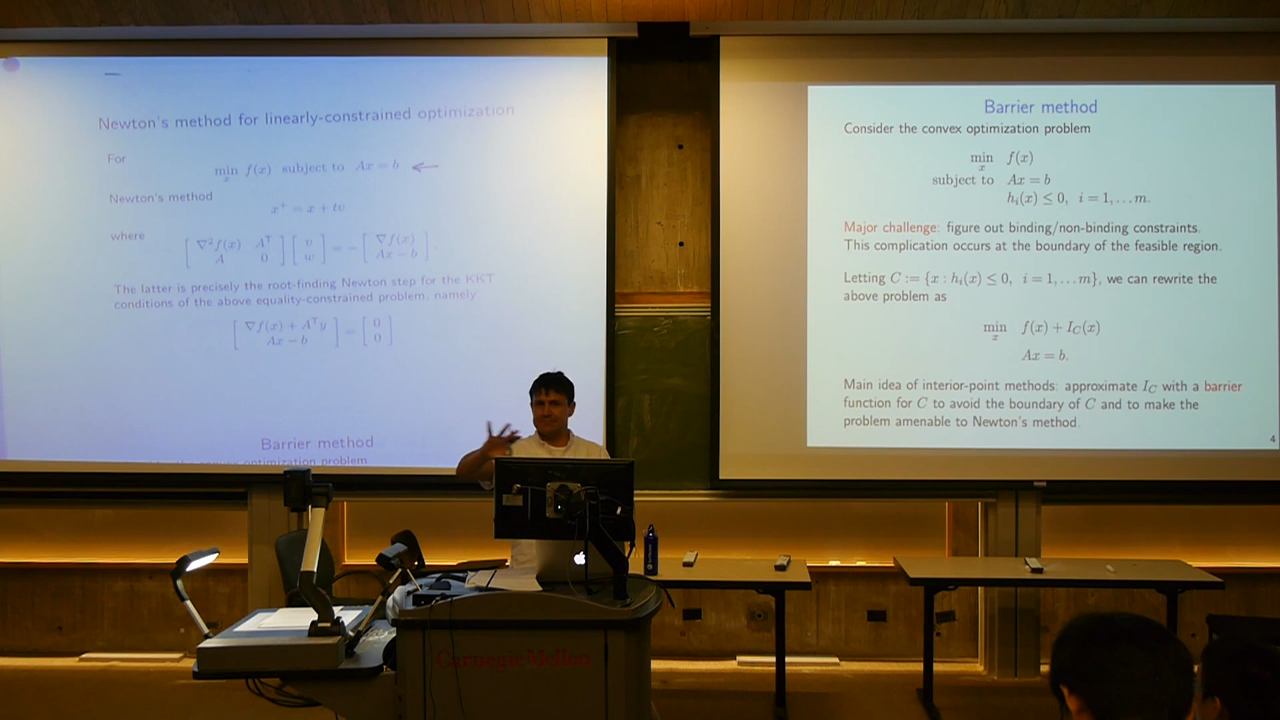 Newton's method for linearly-constrained optimization
For
min f(x) subject to Ax = b
x
Newton's method
x⁺ = x + tv
where
[ ∇²f(x) Aᵀ ] [ v ] = − [ ∇f(x) ]
[ A 0 ] [ w ] [ Ax − b ] .
The latter is precisely the root-finding Newton step for the KKT
conditions of the above equality-constrained problem, namely
[ ∇f(x) + Aᵀy ] = [ 0 ]
[ Ax − b ] [ 0 ]
Barrier method
optimization problem
Barrier method
Consider the convex optimization problem
min f(x)
x
subject to Ax = b
hᵢ(x) ≤ 0, i = 1, . . . m.
Major challenge: figure out binding/non-binding constraints.
This complication occurs at the boundary of the feasible region.
Letting C := {x : hᵢ(x) ≤ 0, i = 1, . . . m}, we can rewrite the
above problem as
min f(x) + I_C(x)
x
Ax = b.
Main idea of interior-point methods: approximate I_C with a barrier
function for C to avoid the boundary of C and to make the
problem amenable to Newton's method.
4
Carnegie Mellon